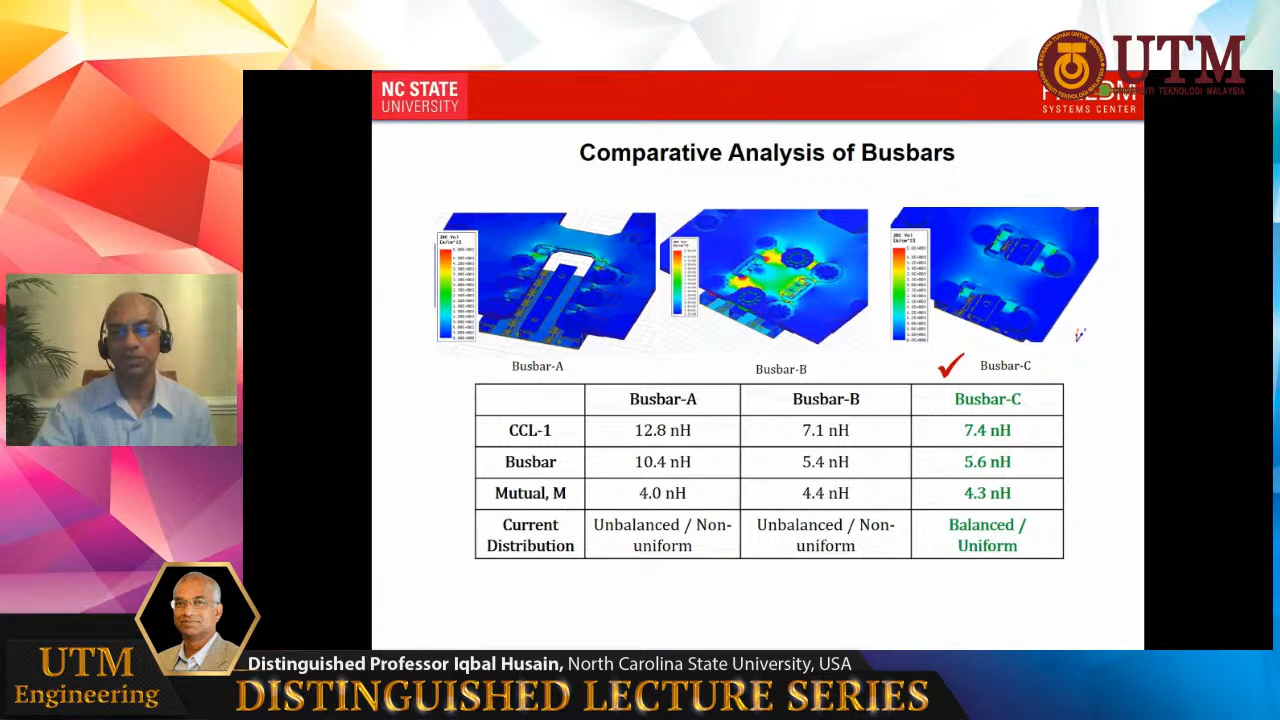 UTM
UNIVERSITI TEKNOLOGI MALAYSIA
NC STATE
UNIVERSITY
SYSTEMS CENTER
Comparative Analysis of Busbars
Busbar-A
Busbar-B
Busbar-C
Busbar-A Busbar-B Busbar-C
CCL-1 12.8 nH 7.1 nH 7.4 nH
Busbar 10.4 nH 5.4 nH 5.6 nH
Mutual, M 4.0 nH 4.4 nH 4.3 nH
Current Unbalanced / Non- Unbalanced / Non- Balanced /
Distribution uniform uniform Uniform
UTM
Engineering
Distinguished Professor Iqbal Husain, North Carolina State University, USA
DISTINGUISHED LECTURE SERIES